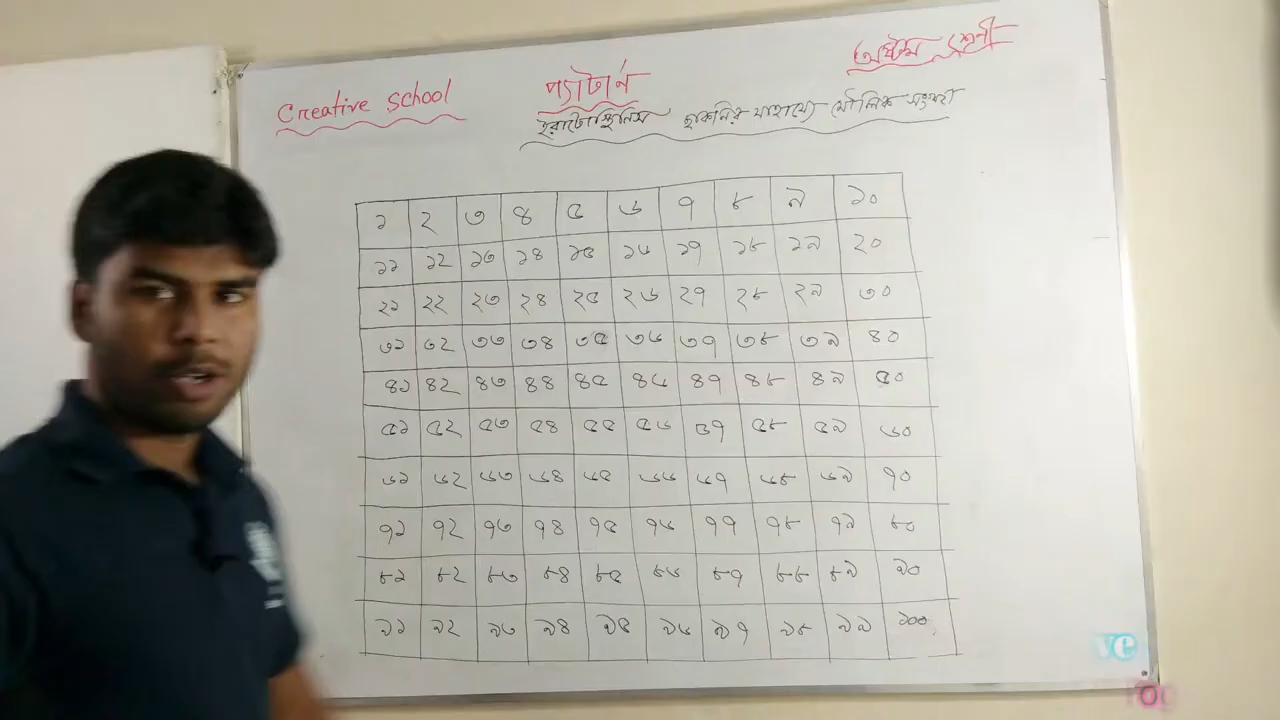 Creative School
প্যাটার্ন
অষ্টম শ্রেণী
ইরাটোস্থিনিস ছাকনির সাহায্যে মৌলিক সংখ্যা
১ ২ ৩ ৪ ৫ ৬ ৭ ৮ ৯ ১০
১১ ১২ ১৩ ১৪ ১৫ ১৬ ১৭ ১৮ ১৯ ২০
২১ ২২ ২৩ ২৪ ২৫ ২৬ ২৭ ২৮ ২৯ ৩০
৩১ ৩২ ৩৩ ৩৪ ৩৫ ৩৬ ৩৭ ৩৮ ৩৯ ৪০
৪১ ৪২ ৪৩ ৪৪ ৪৫ ৪৬ ৪৭ ৪৮ ৪৯ ৫০
৫১ ৫২ ৫৩ ৫৪ ৫৫ ৫৬ ৫৭ ৫৮ ৫৯ ৬০
৬১ ৬২ ৬৩ ৬৪ ৬৫ ৬৬ ৬৭ ৬৮ ৬৯ ৭০
৭১ ৭২ ৭৩ ৭৪ ৭৫ ৭৬ ৭৭ ৭৮ ৭৯ ৮০
৮১ ৮২ ৮৩ ৮৪ ৮৫ ৮৬ ৮৭ ৮৮ ৮৯ ৯০
৯১ ৯২ ৯৩ ৯৪ ৯৫ ৯৬ ৯৭ ৯৮ ৯৯ ১০০
ve